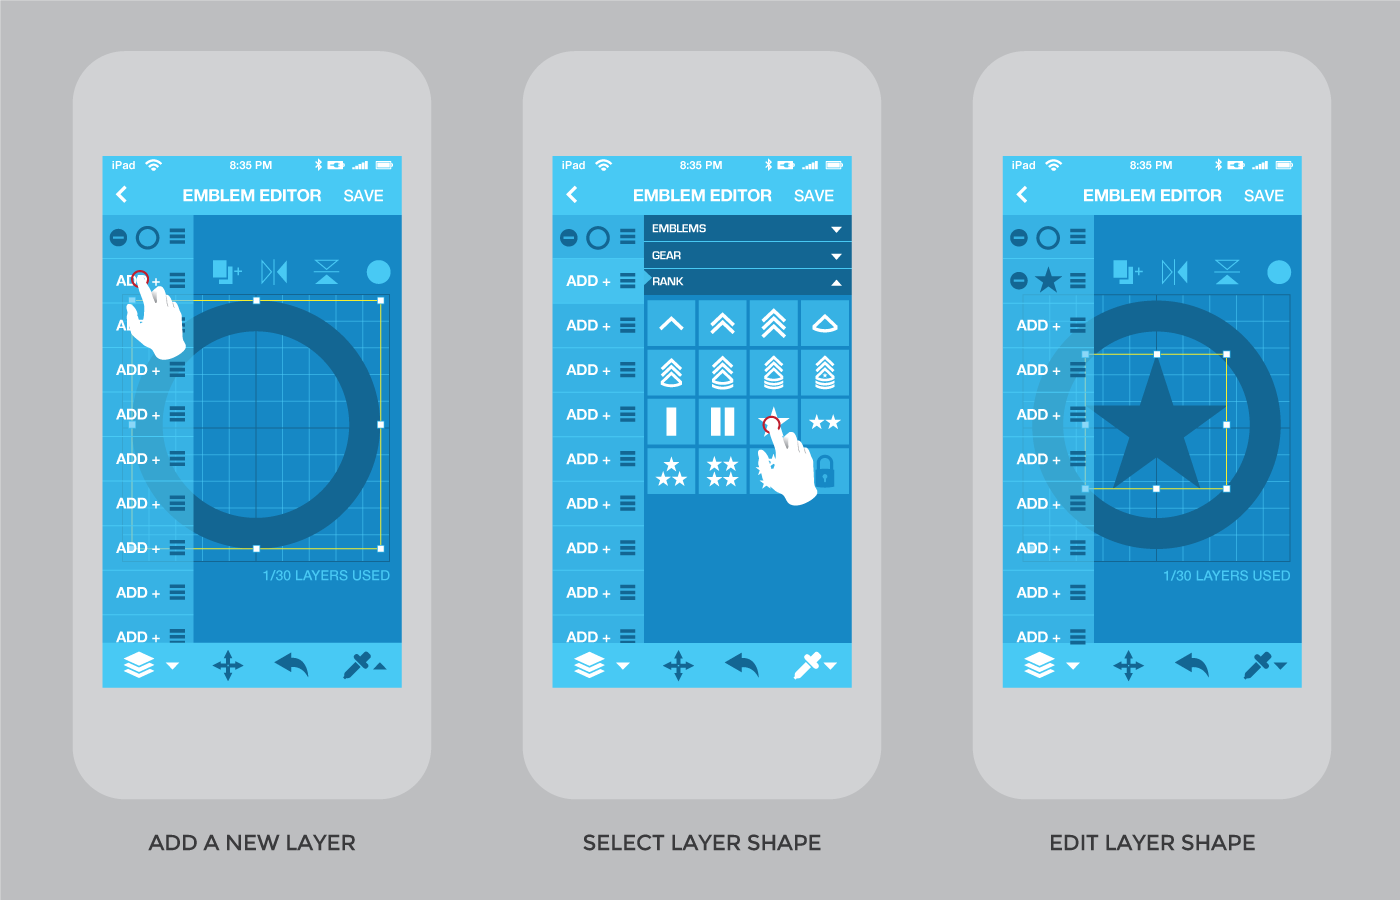 iPad 8:35 PM
EMBLEM EDITOR SAVE
ADD +
ADD +
ADD +
ADD +
ADD +
ADD +
ADD +
ADD +
1/30 LAYERS USED
ADD A NEW LAYER
iPad 8:35 PM
EMBLEM EDITOR SAVE
EMBLEMS
GEAR
RANK
ADD +
ADD +
ADD +
ADD +
ADD +
ADD +
ADD +
ADD +
ADD +
SELECT LAYER SHAPE
iPad 8:35 PM
EMBLEM EDITOR SAVE
ADD +
ADD +
ADD +
ADD +
ADD +
ADD +
ADD +
ADD +
1/30 LAYERS USED
EDIT LAYER SHAPE